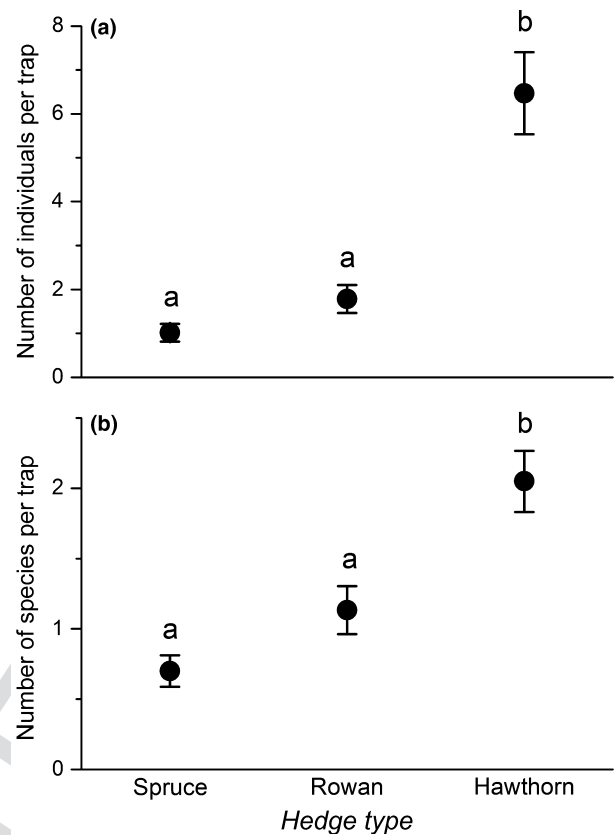 (a)
Number of individuals per trap
8
6
4
2
0
a
a
b
(b)
Number of species per trap
2
1
0
a
a
b
Spruce Rowan Hawthorn
Hedge type